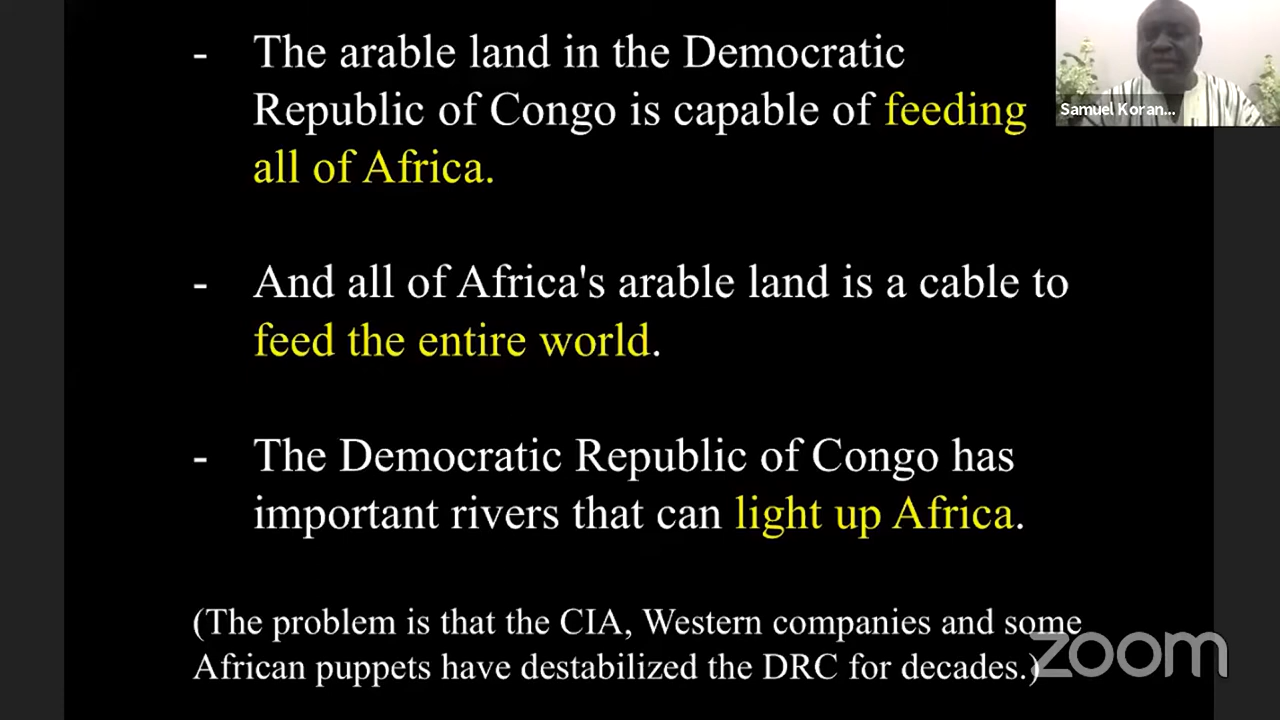 - The arable land in the Democratic
Republic of Congo is capable of feeding
all of Africa.
Samuel Koran...
- And all of Africa's arable land is a cable to
feed the entire world.
- The Democratic Republic of Congo has
important rivers that can light up Africa.
(The problem is that the CIA, Western companies and some
African puppets have destabilized the DRC for decades.)
zoom